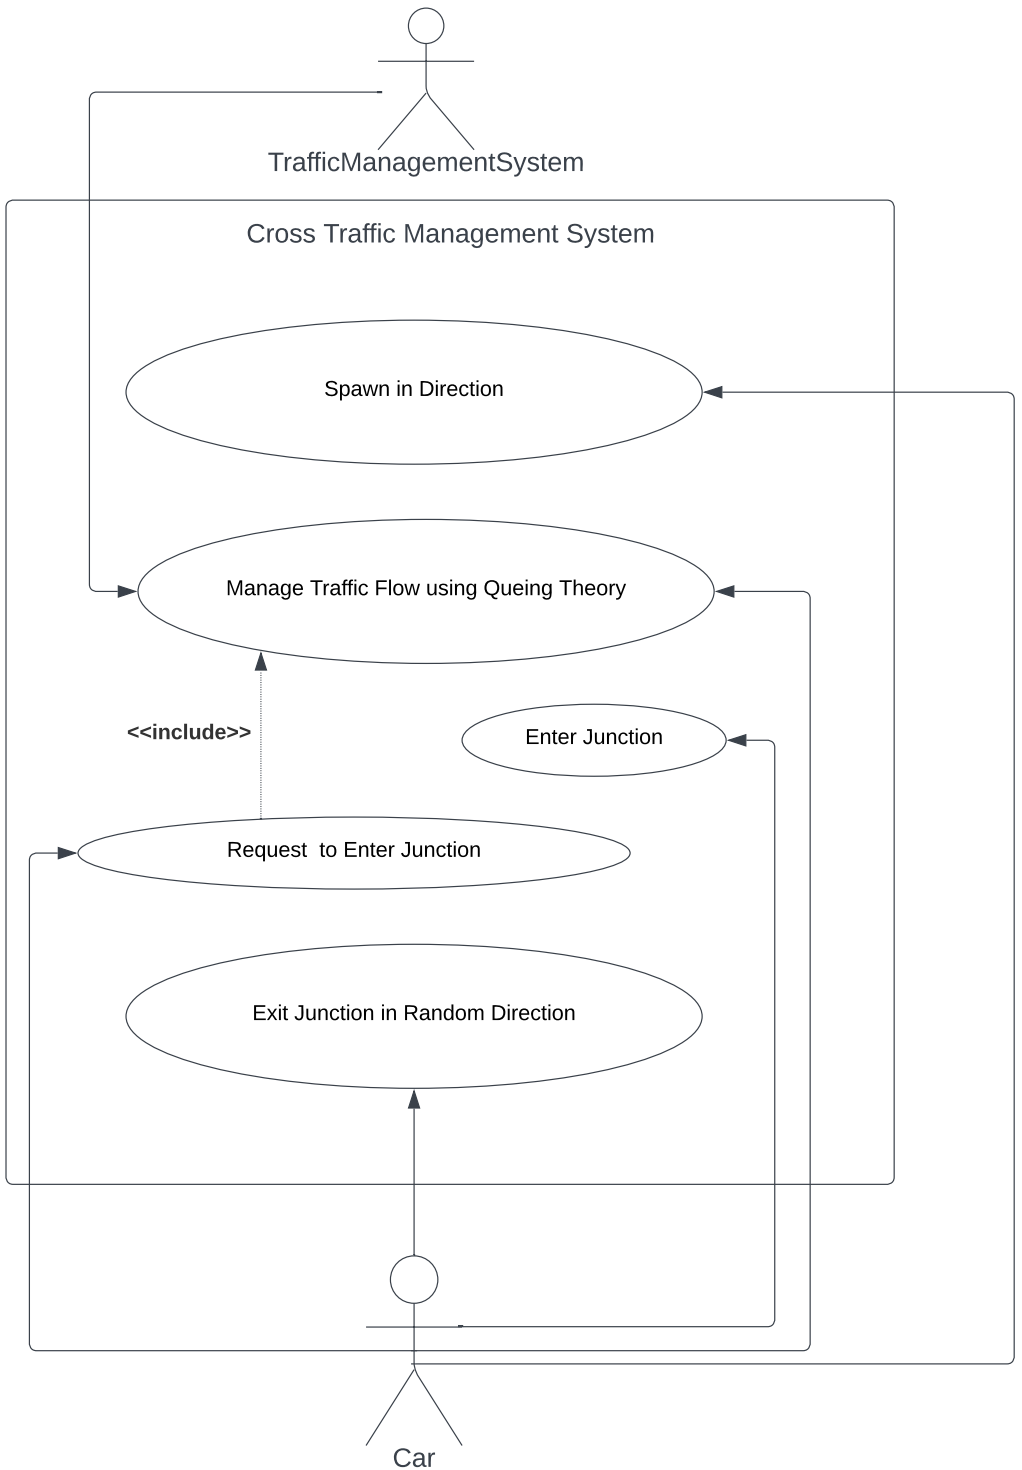 TrafficManagementSystem
Cross Traffic Management System
Spawn in Direction
Manage Traffic Flow using Queing Theory
<<include>>
Enter Junction
Request  to Enter Junction
Exit Junction in Random Direction
Car